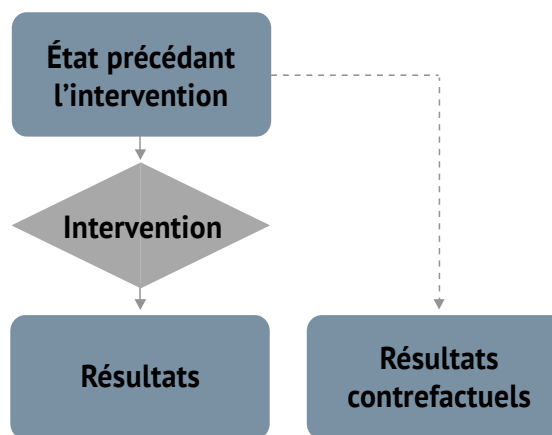 État précédant
l’intervention
Intervention
Résultats
Résultats
contrefactuels